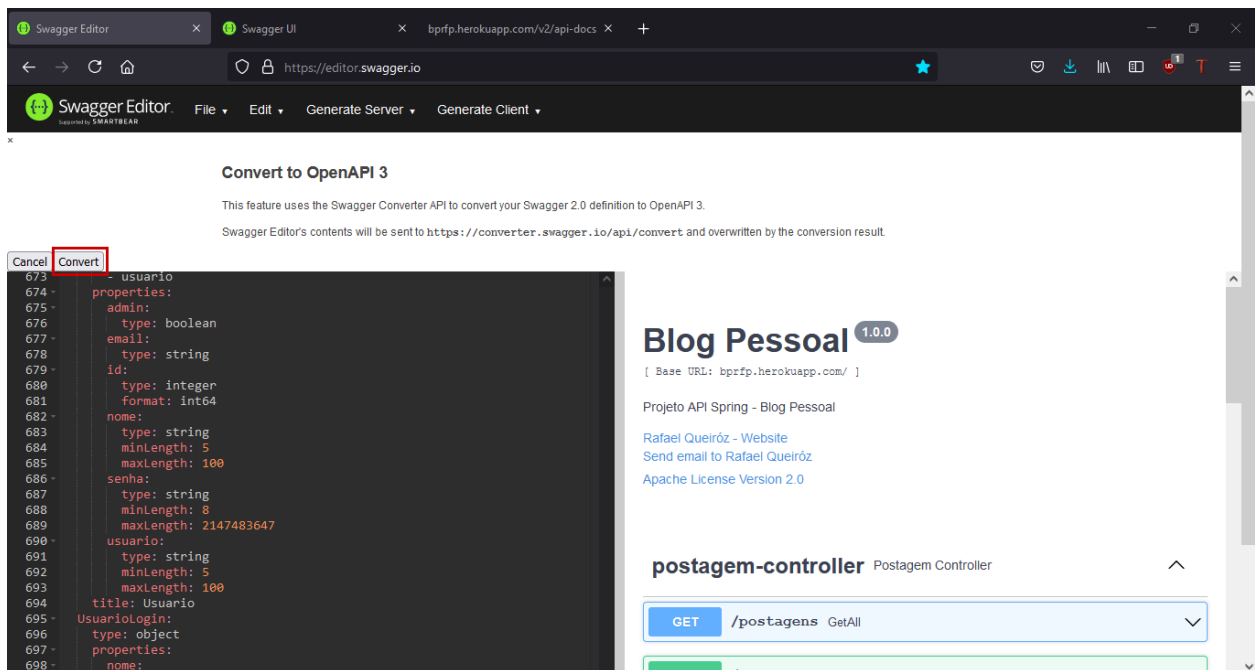 Swagger Editor
Swagger UI
bprfp.herokuapp.com/v2/api-docs
https://editor.swagger.io
1
Swagger Editor.
Supported by SMARTBEAR
File
Edit
Generate Server
Generate Client
Convert to OpenAPI 3
This feature uses the Swagger Converter API to convert your Swagger 2.0 definition to OpenAPI 3.
Swagger Editor's contents will be sent to https://converter.swagger.io/api/convert and overwritten by the conversion result.
Cancel Convert
673 - usuario
674 properties:
675 admin:
676 type: boolean
677 email:
678 type: string
679 id:
680 type: integer
681 format: int64
682 nome:
683 type: string
684 minLength: 5
685 maxLength: 100
686 senha:
687 type: string
688 minLength: 8
689 maxLength: 2147483647
690 usuario:
691 type: string
692 minLength: 5
693 maxLength: 100
694 title: Usuario
695 UsuarioLogin:
696 type: object
697 properties:
698 nome:
Blog Pessoal 1.0.0
[ Base URL: bprfp.herokuapp.com/ ]
Projeto API Spring - Blog Pessoal
Rafael Queiróz - Website
Send email to Rafael Queiróz
Apache License Version 2.0
postagem-controller Postagem Controller
GET /postagens GetAll